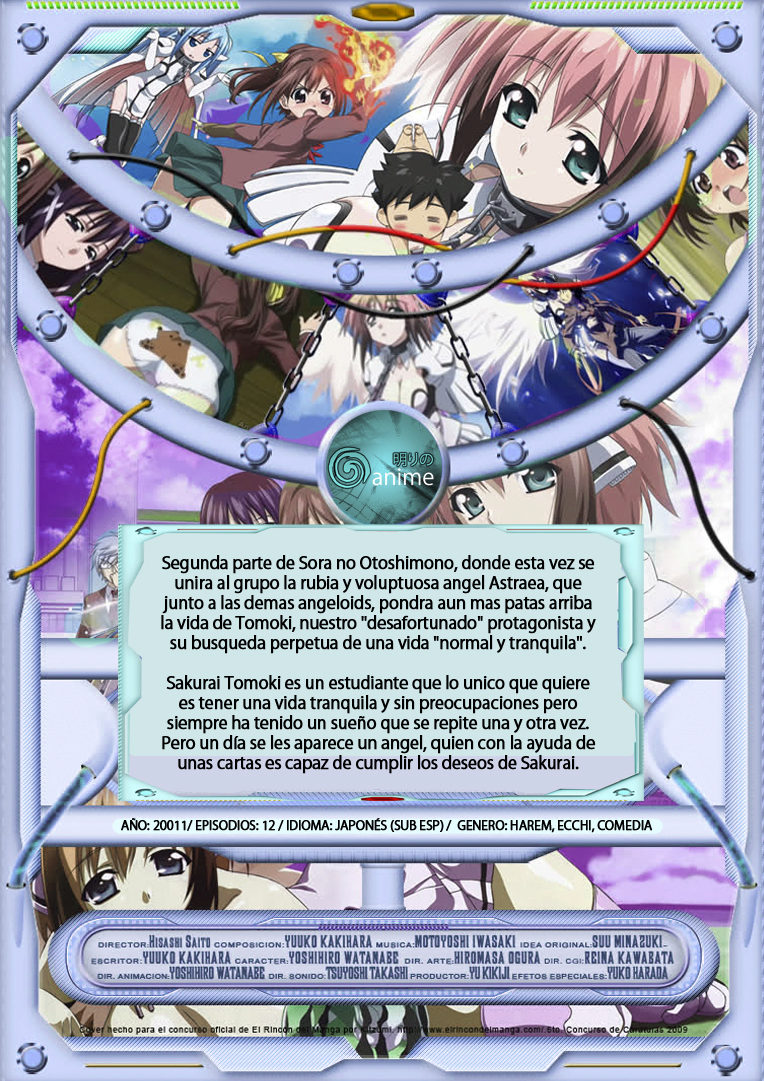 明りの
anime
Segunda parte de Sora no Otoshimono, donde esta vez se
unira al grupo la rubia y voluptuosa angel Astraea, que
junto a las demas angeloids, pondra aun mas patas arriba
la vida de Tomoki, nuestro "desafortunado" protagonista y
su busqueda perpetua de una vida "normal y tranquila".
Sakurai Tomoki es un estudiante que lo unico que quiere
es tener una vida tranquila y sin preocupaciones pero
siempre ha tenido un sueño que se repite una y otra vez.
Pero un día se les aparece un angel, quien con la ayuda de
unas cartas es capaz de cumplir los deseos de Sakurai.
AÑO: 20011/ EPISODIOS: 12 / IDIOMA: JAPONÉS (SUB ESP) / GENERO: HAREM, ECCHI, COMEDIA
DIRECTOR:HISASHI SAITO COMPOSICION:YUUKO KAKIHARA MUSICA:MOTOYOSHI IWASAKI IDEA ORIGINAL:SUU MINAZUKI-
ESCRITOR:YUUKO KAKIHARA CARACTER:YOSHIHIRO WATANABE DIR. ARTE:HIROMASA OGURA DIR. CGI:REINA KAWABATA
DIR. ANIMACION:YOSHIHIRO WATANABE DIR. SONIDO:TSUYOSHI TAKASHI PRODUCTOR:YU KIKIJI EFETOS ESPECIALES:YUKO HARADA
Cover hecho para el concurso oficial de El Rincon del Manga por http://www.elrincondelmanga.com/ 5to. Concurso de Caratulas 2009